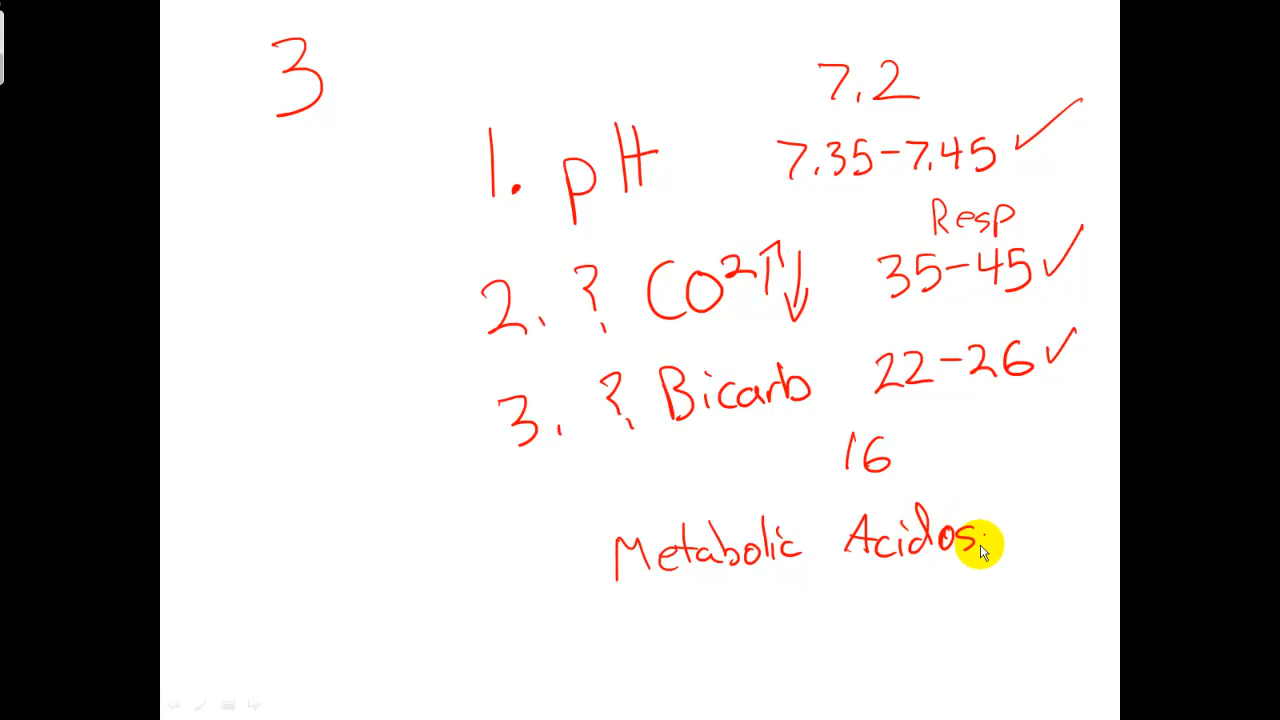 3
7.2
1. pH 7.35-7.45 ✓
Resp
2. ? CO2↑↓ 35-45 ✓
3. ? Bicarb 22-26 ✓
16
Metabolic Acidos